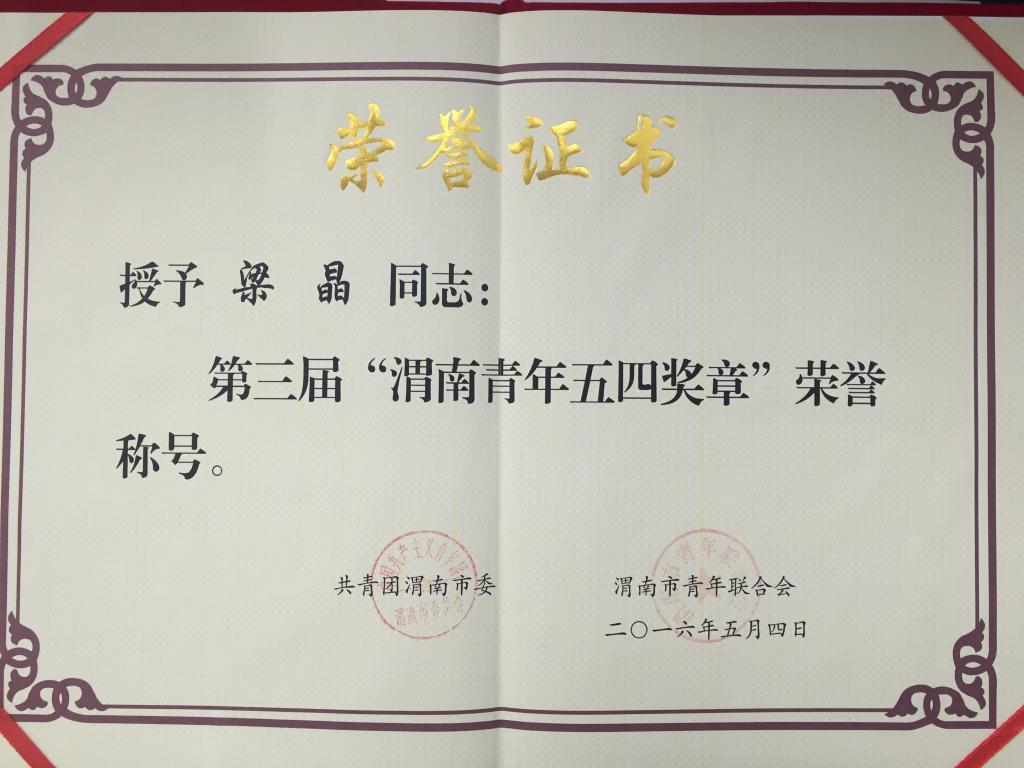 荣誉证书
授予 梁 晶 同志：
第三届“渭南青年五四奖章”荣誉
称号。
共青团渭南市委 渭南市青年联合会
二〇一六年五月四日